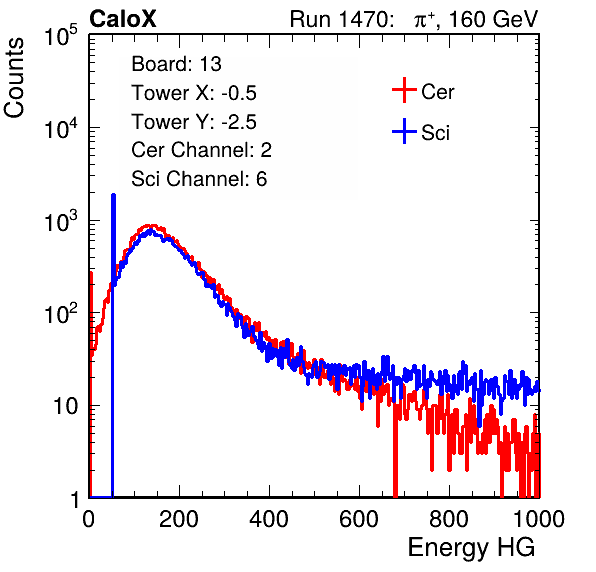 CaloX Run 1470: π⁺, 160 GeV
Board: 13
Tower X: -0.5
Tower Y: -2.5
Cer Channel: 2
Sci Channel: 6
Cer
Sci
Counts
10⁵
10⁴
10³
10²
10
1
0 200 400 600 800 1000
Energy HG